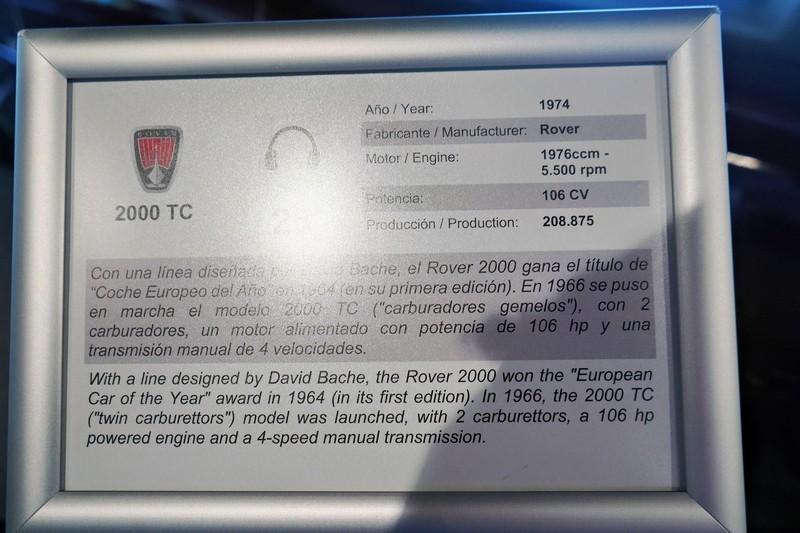 ROVER
2000 TC
2
Año / Year: 1974
Fabricante / Manufacturer: Rover
Motor / Engine: 1976ccm -
5.500 rpm
Potencia: 106 CV
Producción / Production: 208.875
Con una línea diseñada por David Bache, el Rover 2000 gana el título de
“Coche Europeo del Año” en 1964 (en su primera edición). En 1966 se puso
en marcha el modelo 2000 TC ("carburadores gemelos"), con 2
carburadores, un motor alimentado con potencia de 106 hp y una
transmisión manual de 4 velocidades.
With a line designed by David Bache, the Rover 2000 won the "European
Car of the Year" award in 1964 (in its first edition). In 1966, the 2000 TC
("twin carburettors") model was launched, with 2 carburettors, a 106 hp
powered engine and a 4-speed manual transmission.